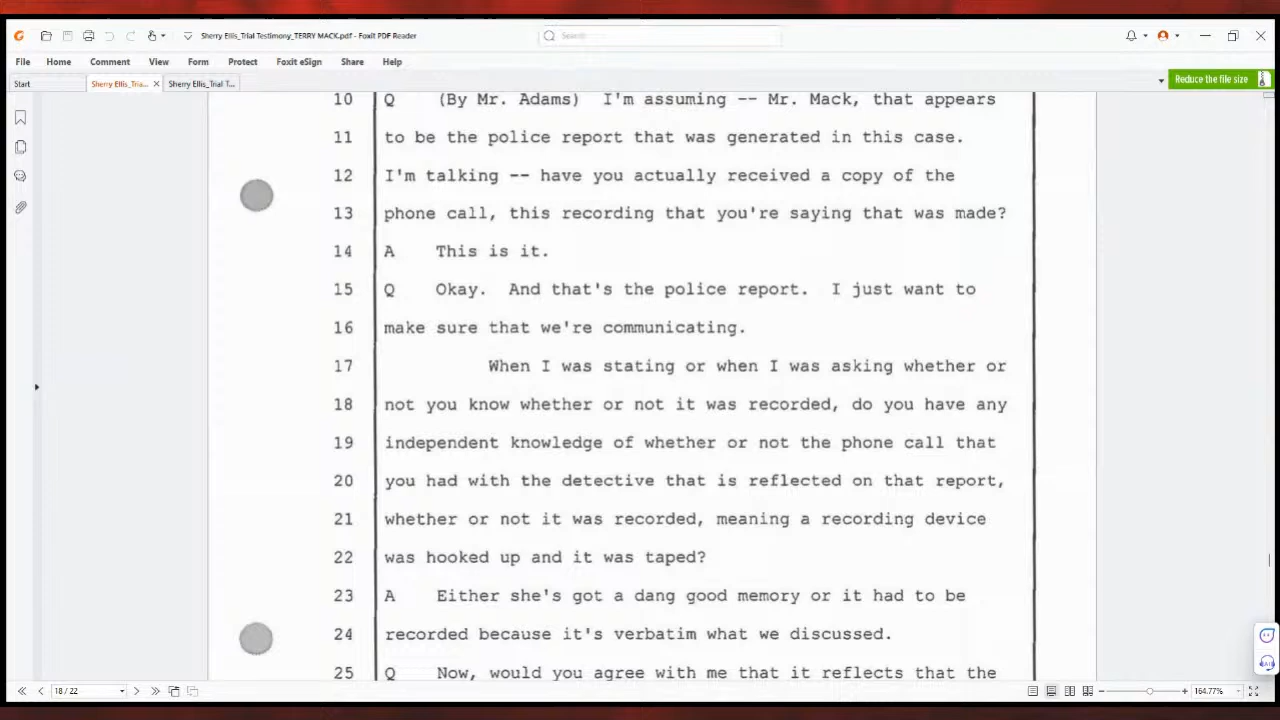 Sherry Ellis_Trial Testimony_TERRY MACK.pdf - Foxit PDF Reader
Search
File Home Comment View Form Protect Foxit eSign Share Help
Start Sherry Ellis_Tria... Sherry Ellis_Trial T...
Reduce the file size
10 Q (By Mr. Adams) I'm assuming -- Mr. Mack, that appears
11 to be the police report that was generated in this case.
12 I'm talking -- have you actually received a copy of the
13 phone call, this recording that you're saying that was made?
14 A This is it.
15 Q Okay. And that's the police report. I just want to
16 make sure that we're communicating.
17 When I was stating or when I was asking whether or
18 not you know whether or not it was recorded, do you have any
19 independent knowledge of whether or not the phone call that
20 you had with the detective that is reflected on that report,
21 whether or not it was recorded, meaning a recording device
22 was hooked up and it was taped?
23 A Either she's got a dang good memory or it had to be
24 recorded because it's verbatim what we discussed.
25 Q Now, would you agree with me that it reflects that the
18 / 22
164.77%